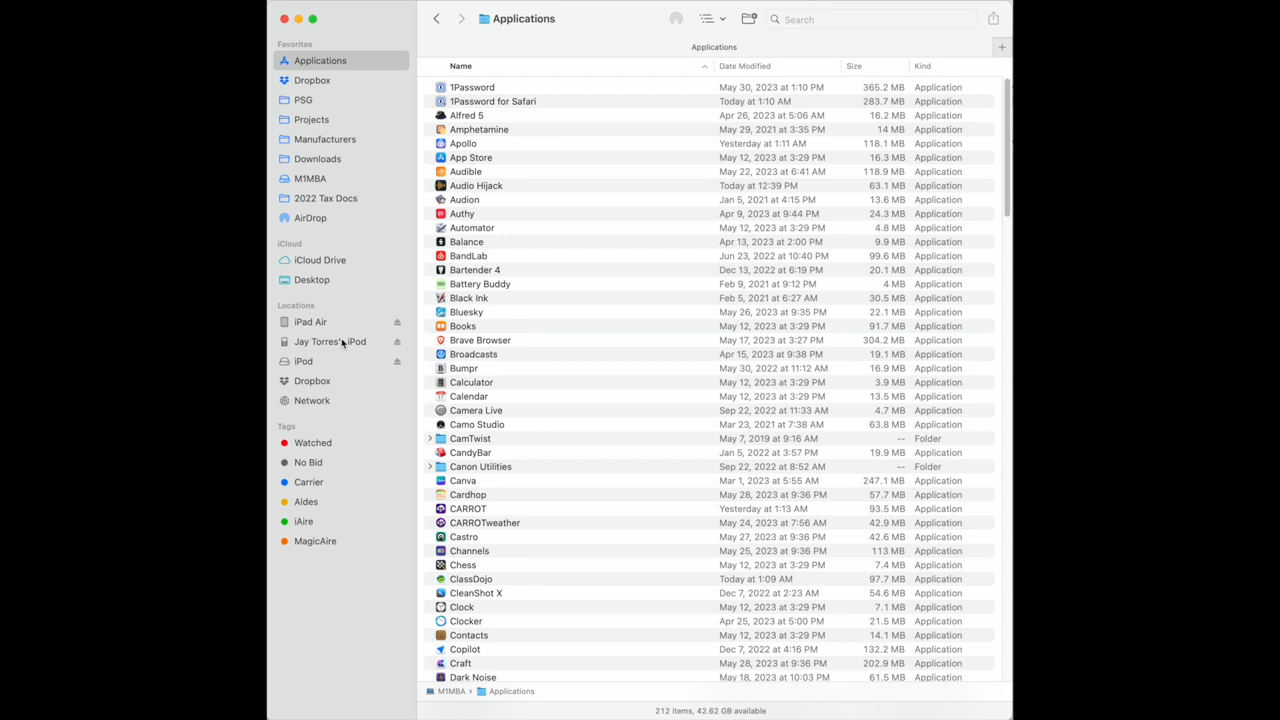 Applications
Search
Favorites
Applications
Dropbox
PSG
Projects
Manufacturers
Downloads
M1MBA
2022 Tax Docs
AirDrop
iCloud
iCloud Drive
Desktop
Locations
iPad Air
Jay Torres' iPod
iPod
Dropbox
Network
Tags
Watched
No Bid
Carrier
Aldes
iAire
MagicAire
Applications
Name Date Modified Size Kind
1Password May 30, 2023 at 1:10 PM 365.2 MB Application
1Password for Safari Today at 1:10 AM 283.7 MB Application
Alfred 5 Apr 26, 2023 at 5:06 AM 16.2 MB Application
Amphetamine May 29, 2021 at 3:35 PM 14 MB Application
Apollo Yesterday at 1:11 AM 118.1 MB Application
App Store May 12, 2023 at 3:29 PM 16.3 MB Application
Audible May 22, 2023 at 6:41 AM 118.9 MB Application
Audio Hijack Today at 12:39 PM 63.1 MB Application
Audion Jan 5, 2021 at 4:15 PM 13.6 MB Application
Authy Apr 9, 2023 at 9:44 PM 24.3 MB Application
Automator May 12, 2023 at 3:29 PM 4.8 MB Application
Balance Apr 13, 2023 at 2:00 PM 9.9 MB Application
BandLab Jun 23, 2022 at 10:40 PM 99.6 MB Application
Bartender 4 Dec 13, 2022 at 6:19 PM 20.1 MB Application
Battery Buddy Feb 9, 2021 at 9:12 PM 4 MB Application
Black Ink Feb 5, 2021 at 6:27 AM 30.5 MB Application
Bluesky May 26, 2023 at 9:35 PM 22.1 MB Application
Books May 12, 2023 at 3:29 PM 91.7 MB Application
Brave Browser May 17, 2023 at 3:27 PM 304.2 MB Application
Broadcasts Apr 15, 2023 at 9:38 PM 19.1 MB Application
Bumpr May 30, 2022 at 11:12 AM 16.9 MB Application
Calculator May 12, 2023 at 3:29 PM 3.9 MB Application
Calendar May 12, 2023 at 3:29 PM 13.5 MB Application
Camera Live Sep 22, 2022 at 11:33 AM 4.7 MB Application
Camo Studio Mar 23, 2021 at 7:38 AM 63.8 MB Application
CamTwist May 7, 2019 at 9:16 AM -- Folder
CandyBar Jan 5, 2022 at 3:57 PM 19.9 MB Application
Canon Utilities Sep 22, 2022 at 8:52 AM -- Folder
Canva Mar 1, 2023 at 5:55 AM 247.1 MB Application
Cardhop May 28, 2023 at 9:36 PM 57.7 MB Application
CARROT Yesterday at 1:13 AM 93.5 MB Application
CARROTweather May 24, 2023 at 7:56 AM 42.9 MB Application
Castro May 27, 2023 at 9:36 PM 42.6 MB Application
Channels May 25, 2023 at 9:36 PM 113 MB Application
Chess May 12, 2023 at 3:29 PM 7.4 MB Application
ClassDojo Today at 1:09 AM 97.7 MB Application
CleanShot X Dec 7, 2022 at 2:23 AM 54.6 MB Application
Clock May 12, 2023 at 3:29 PM 7.1 MB Application
Clocker Apr 25, 2023 at 5:00 PM 21.5 MB Application
Contacts May 12, 2023 at 3:29 PM 14.1 MB Application
Copilot Dec 7, 2022 at 4:16 PM 132.2 MB Application
Craft May 28, 2023 at 9:36 PM 202.9 MB Application
Dark Noise May 18, 2023 at 10:03 PM 61.5 MB Application
M1MBA › Applications
212 items, 42.62 GB available